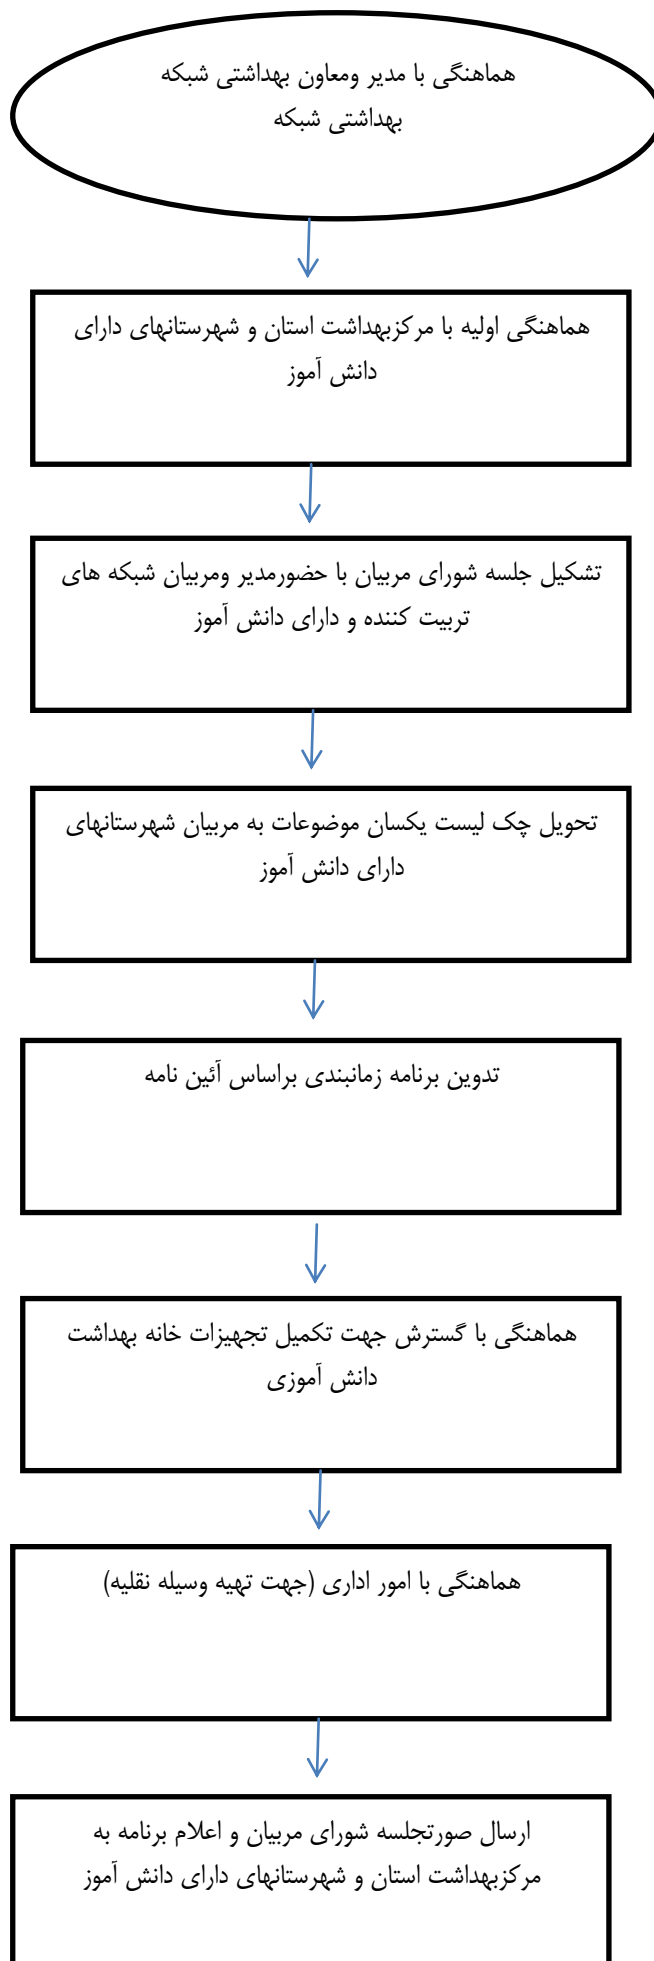 هماهنگی با مدیر ومعاون بهداشتی شبکه
بهداشتی شبکه
هماهنگی اولیه با مرکزبهداشت استان و شهرستانهای دارای
دانش آموز
تشکیل جلسه شورای مربیان با حضورمدیر ومربیان شبکه های
تربیت کننده و دارای دانش آموز
تحویل چک لیست یکسان موضوعات به مربیان شهرستانهای
دارای دانش آموز
تدوین برنامه زمانبندی براساس آئین نامه
هماهنگی با گسترش جهت تکمیل تجهیزات خانه بهداشت
دانش آموزی
هماهنگی با امور اداری (جهت تهیه وسیله نقلیه)
ارسال صورتجلسه شورای مربیان و اعلام برنامه به
مرکزبهداشت استان و شهرستانهای دارای دانش آموز